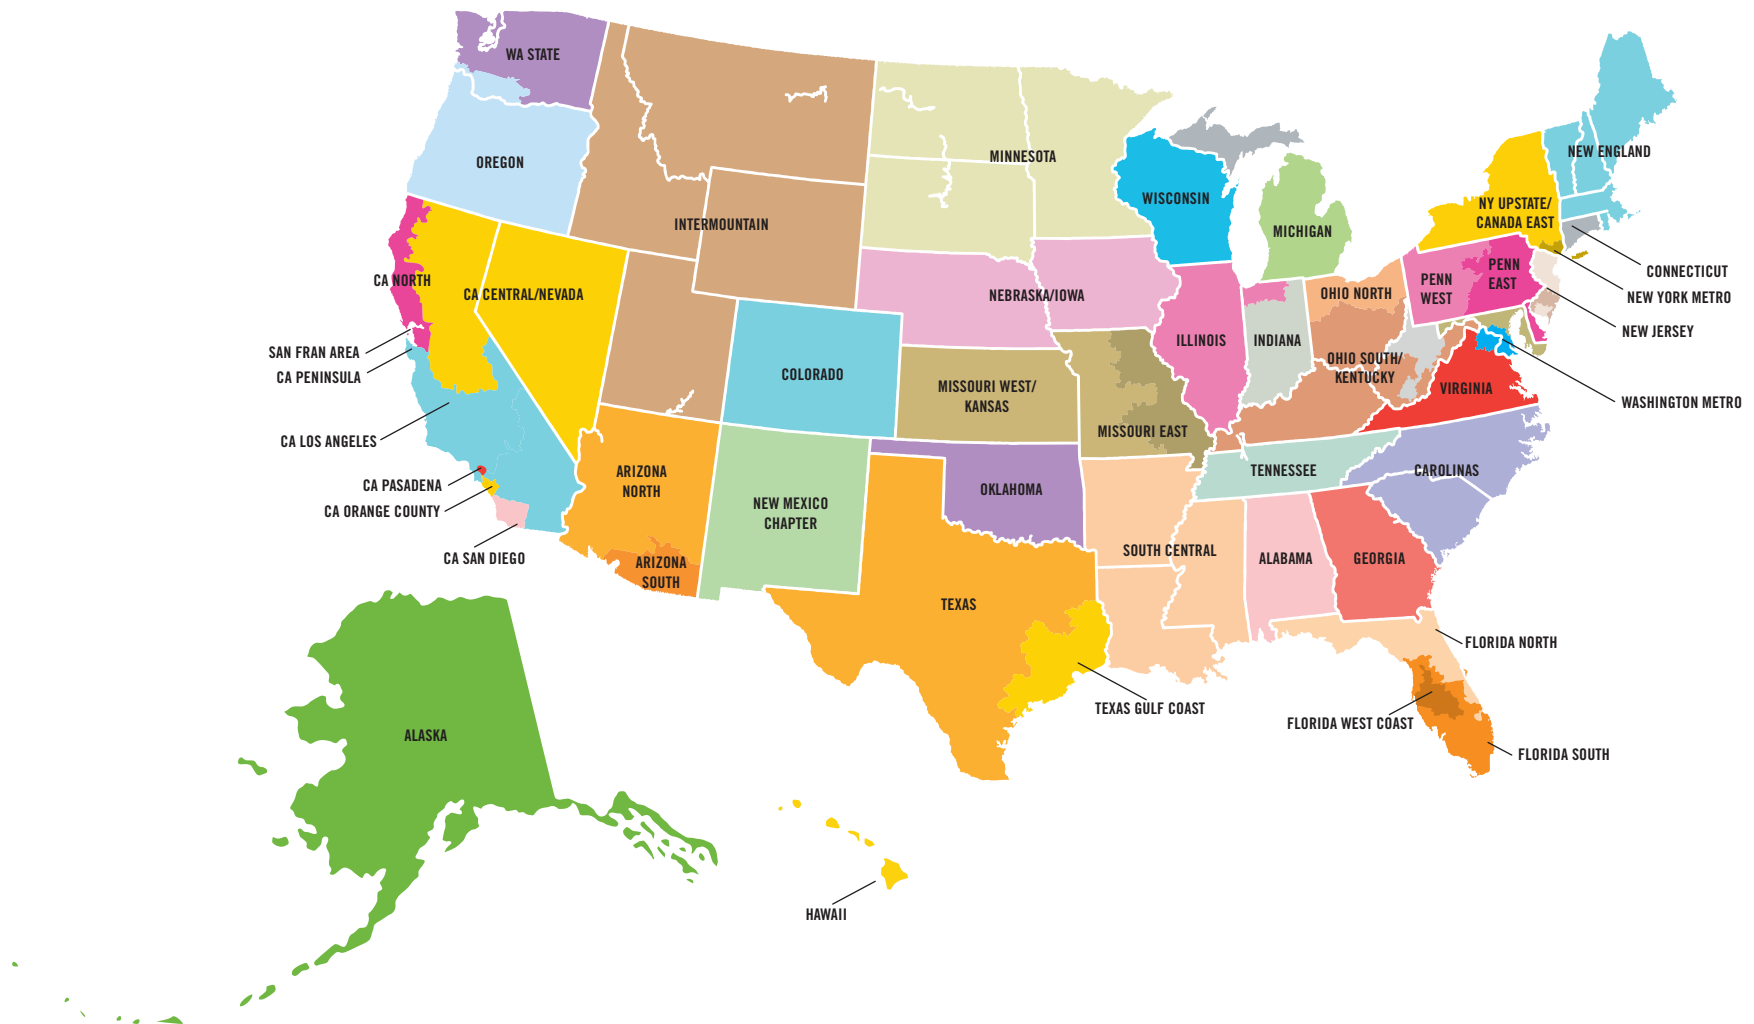 WA STATE
OREGON
MINNESOTA
NEW ENGLAND
WISCONSIN
INTERMOUNTAIN
MICHIGAN
NY UPSTATE/
CANADA EAST
CA NORTH
CA CENTRAL/NEVADA
NEBRASKA/IOWA
OHIO NORTH
PENN
WEST
PENN
EAST
CONNECTICUT
NEW YORK METRO
NEW JERSEY
SAN FRAN AREA
CA PENINSULA
COLORADO
MISSOURI WEST/
KANSAS
ILLINOIS
INDIANA
OHIO SOUTH/
KENTUCKY
VIRGINIA
WASHINGTON METRO
CA LOS ANGELES
MISSOURI EAST
CA PASADENA
CA ORANGE COUNTY
ARIZONA
NORTH
NEW MEXICO
CHAPTER
OKLAHOMA
TENNESSEE
CAROLINAS
CA SAN DIEGO
ARIZONA
SOUTH
SOUTH CENTRAL
ALABAMA
GEORGIA
TEXAS
FLORIDA NORTH
TEXAS GULF COAST
FLORIDA WEST COAST
FLORIDA SOUTH
ALASKA
HAWAII